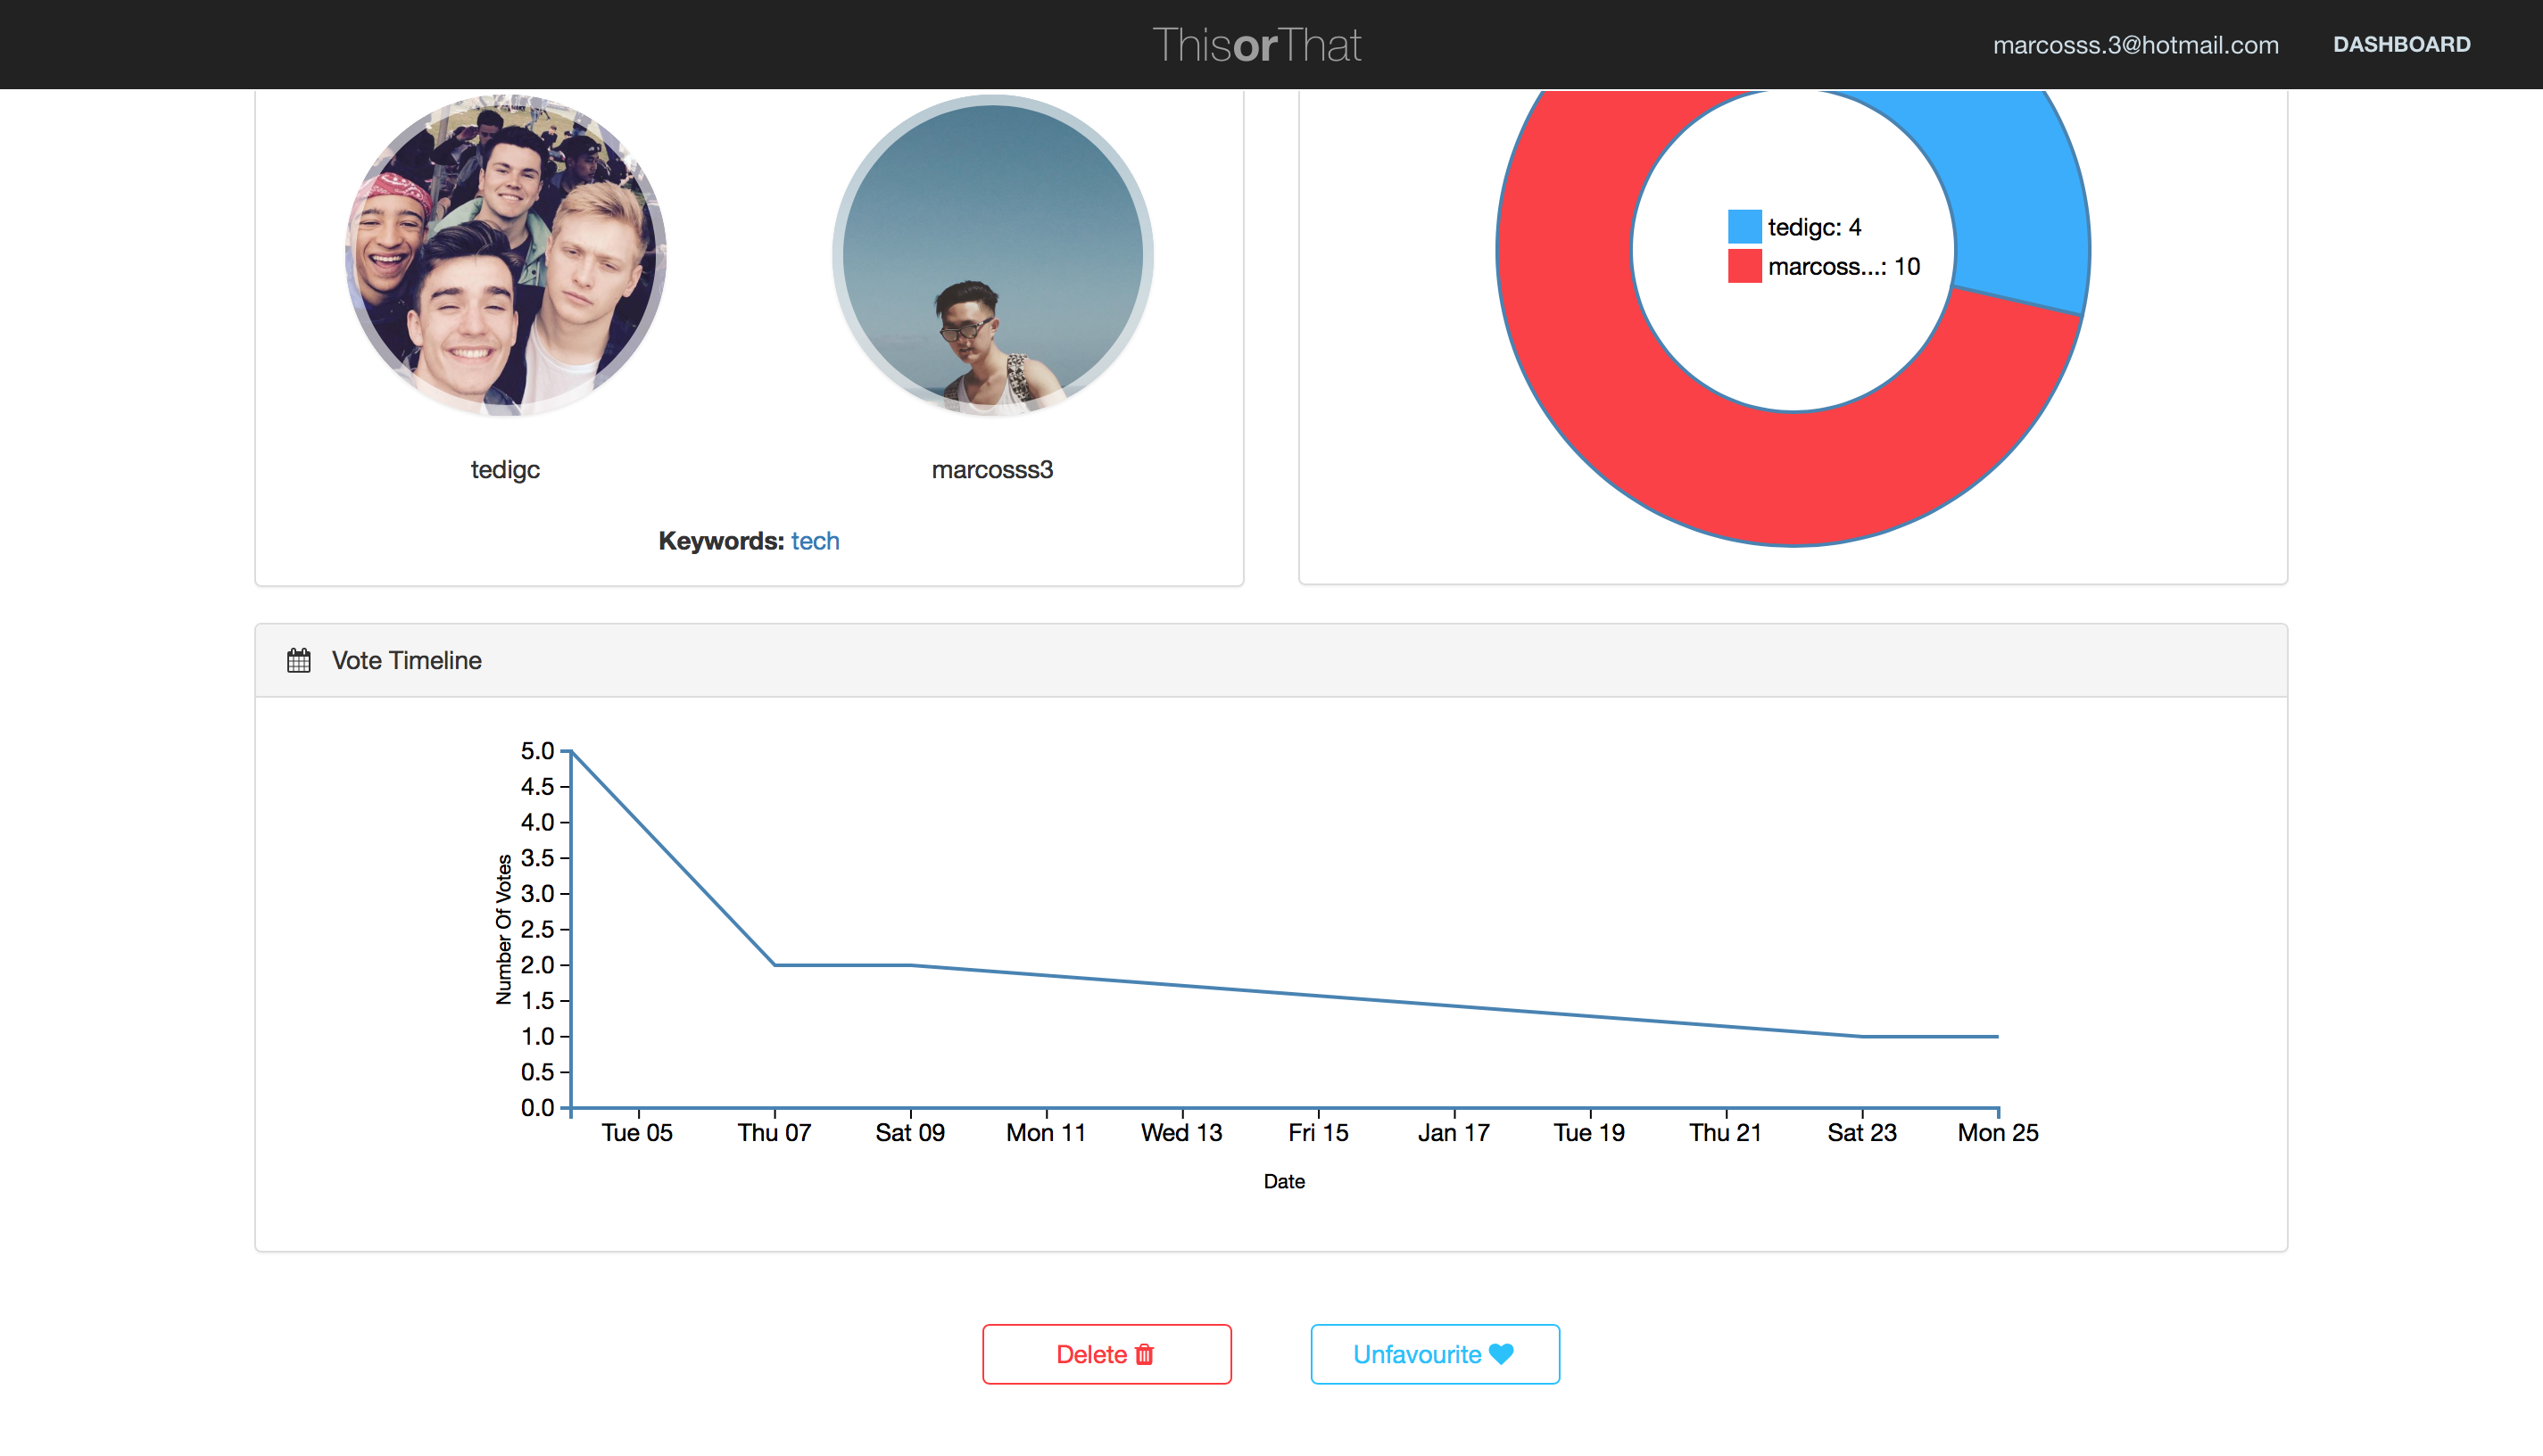 ThisorThat
marcosss.3@hotmail.com
DASHBOARD
tedigc
marcosss3
Keywords: tech
tedigc: 4
marcoss...: 10
Vote Timeline
Number Of Votes
5.0
4.5
4.0
3.5
3.0
2.5
2.0
1.5
1.0
0.5
0.0
Tue 05
Thu 07
Sat 09
Mon 11
Wed 13
Fri 15
Jan 17
Tue 19
Thu 21
Sat 23
Mon 25
Date
Delete
Unfavourite